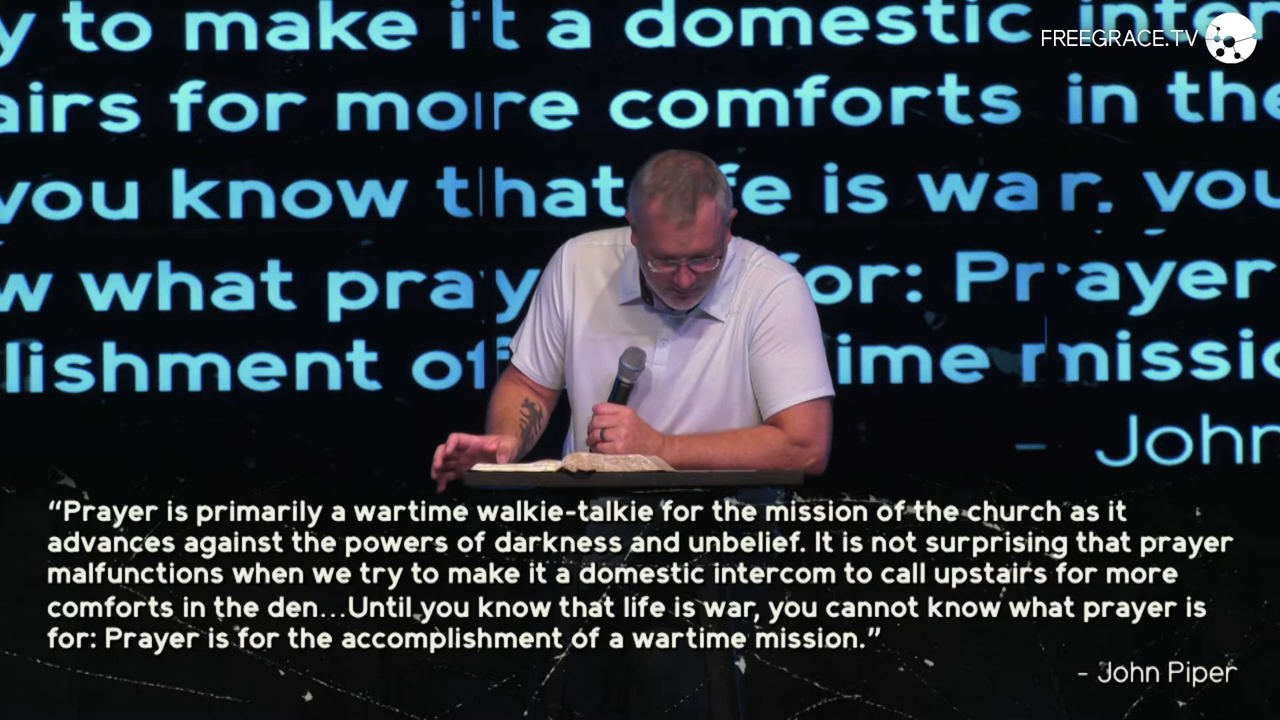 FREEGRACE.TV
y to make it a domestic inter
airs for more comforts in the
you know that fe is war, you
w what pray for: Prayer
lishment of ime missio
- John
“Prayer is primarily a wartime walkie-talkie for the mission of the church as it
advances against the powers of darkness and unbelief. It is not surprising that prayer
malfunctions when we try to make it a domestic intercom to call upstairs for more
comforts in the den...Until you know that life is war, you cannot know what prayer is
for: Prayer is for the accomplishment of a wartime mission.”
- John Piper